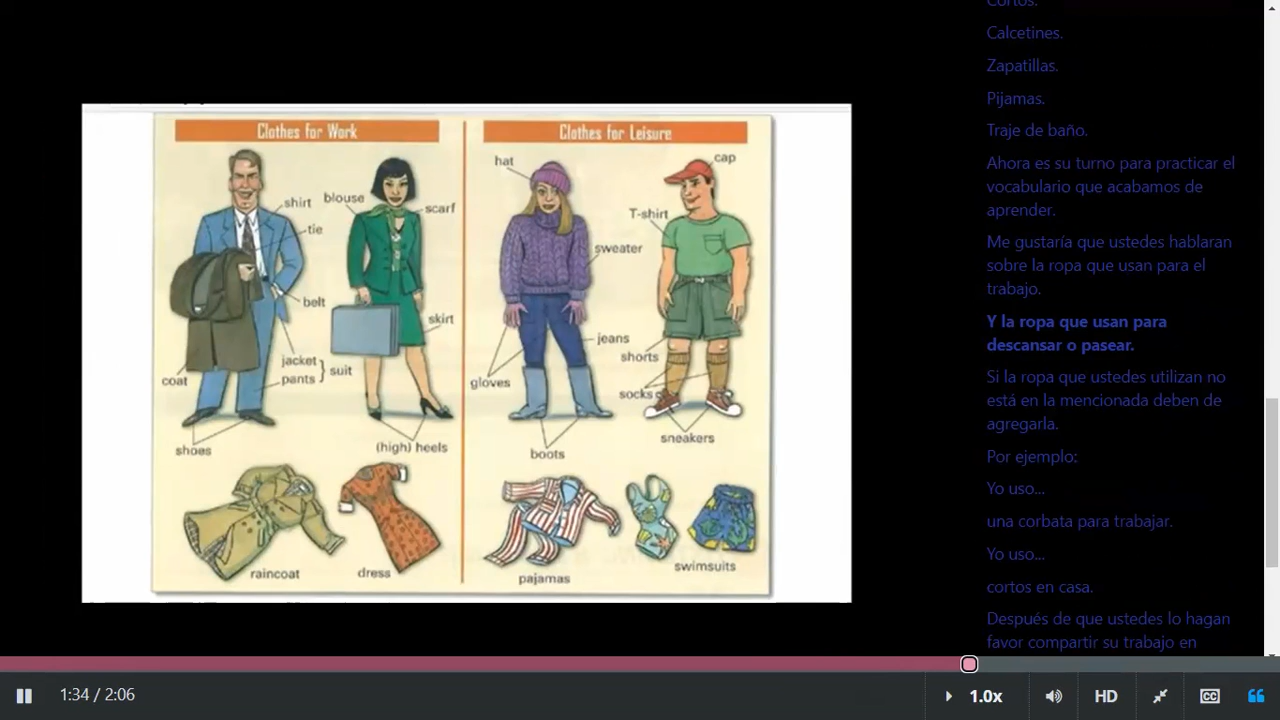 Clothes for Work
Clothes for Leisure
shirt
blouse
scarf
tie
belt
skirt
jacket
pants
suit
coat
shoes
(high) heels
raincoat
dress
hat
cap
T-shirt
sweater
jeans
shorts
gloves
socks
sneakers
boots
pajamas
swimsuits
Cortos.
Calcetines.
Zapatillas.
Pijamas.
Traje de baño.
Ahora es su turno para practicar el
vocabulario que acabamos de
aprender.
Me gustaría que ustedes hablaran
sobre la ropa que usan para el
trabajo.
Y la ropa que usan para
descansar o pasear.
Si la ropa que ustedes utilizan no
está en la mencionada deben de
agregarla.
Por ejemplo:
Yo uso...
una corbata para trabajar.
Yo uso...
cortos en casa.
Después de que ustedes lo hagan
favor compartir su trabajo en
1:34 / 2:06
1.0x
HD
CC